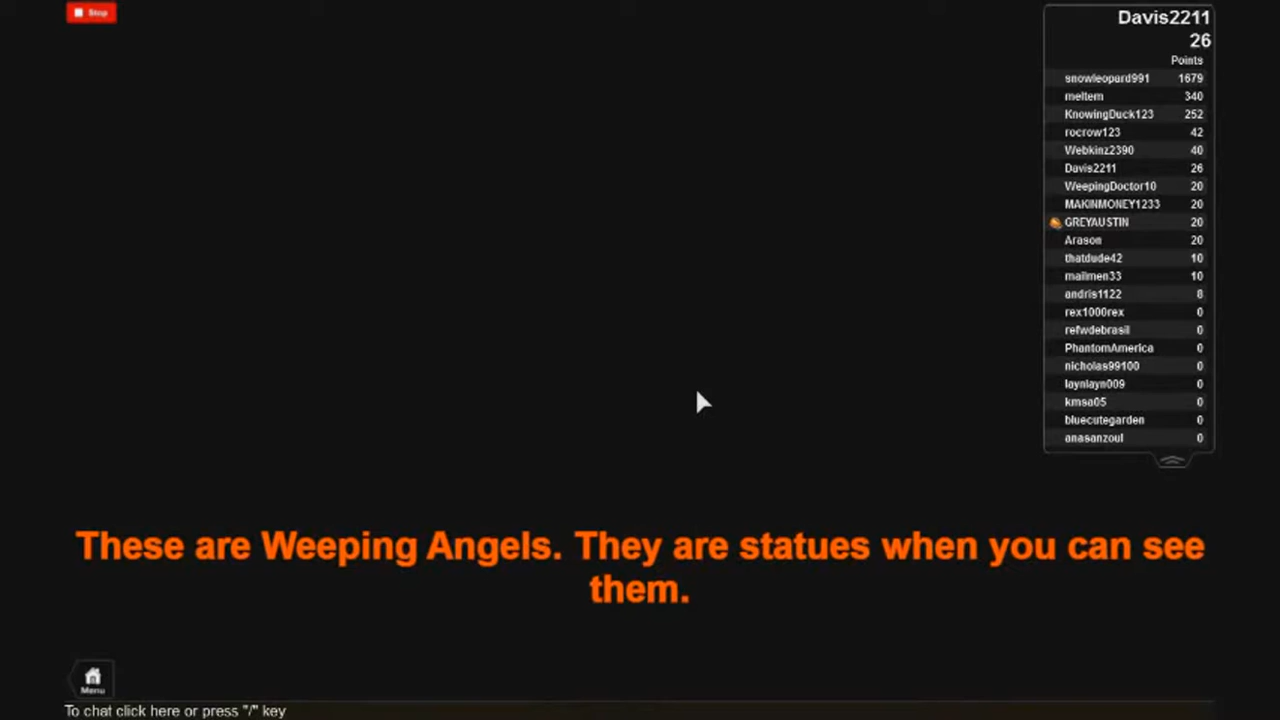 Stop
Davis2211
26
Points
snowleopard991 1679
meltem 340
KnowingDuck123 252
rocrow123 42
Webkinz2390 40
Davis2211 26
WeepingDoctor10 20
MAKINMONEY1233 20
GREYAUSTIN 20
Arason 20
thatdude42 10
mailmen33 10
andris1122 8
rex1000rex 0
refwdebrasil 0
PhantomAmerica 0
nicholas99100 0
laynlayn009 0
kmsa05 0
bluecutegarden 0
anasanzoul 0
These are Weeping Angels. They are statues when you can see
them.
Menu
To chat click here or press "/" key